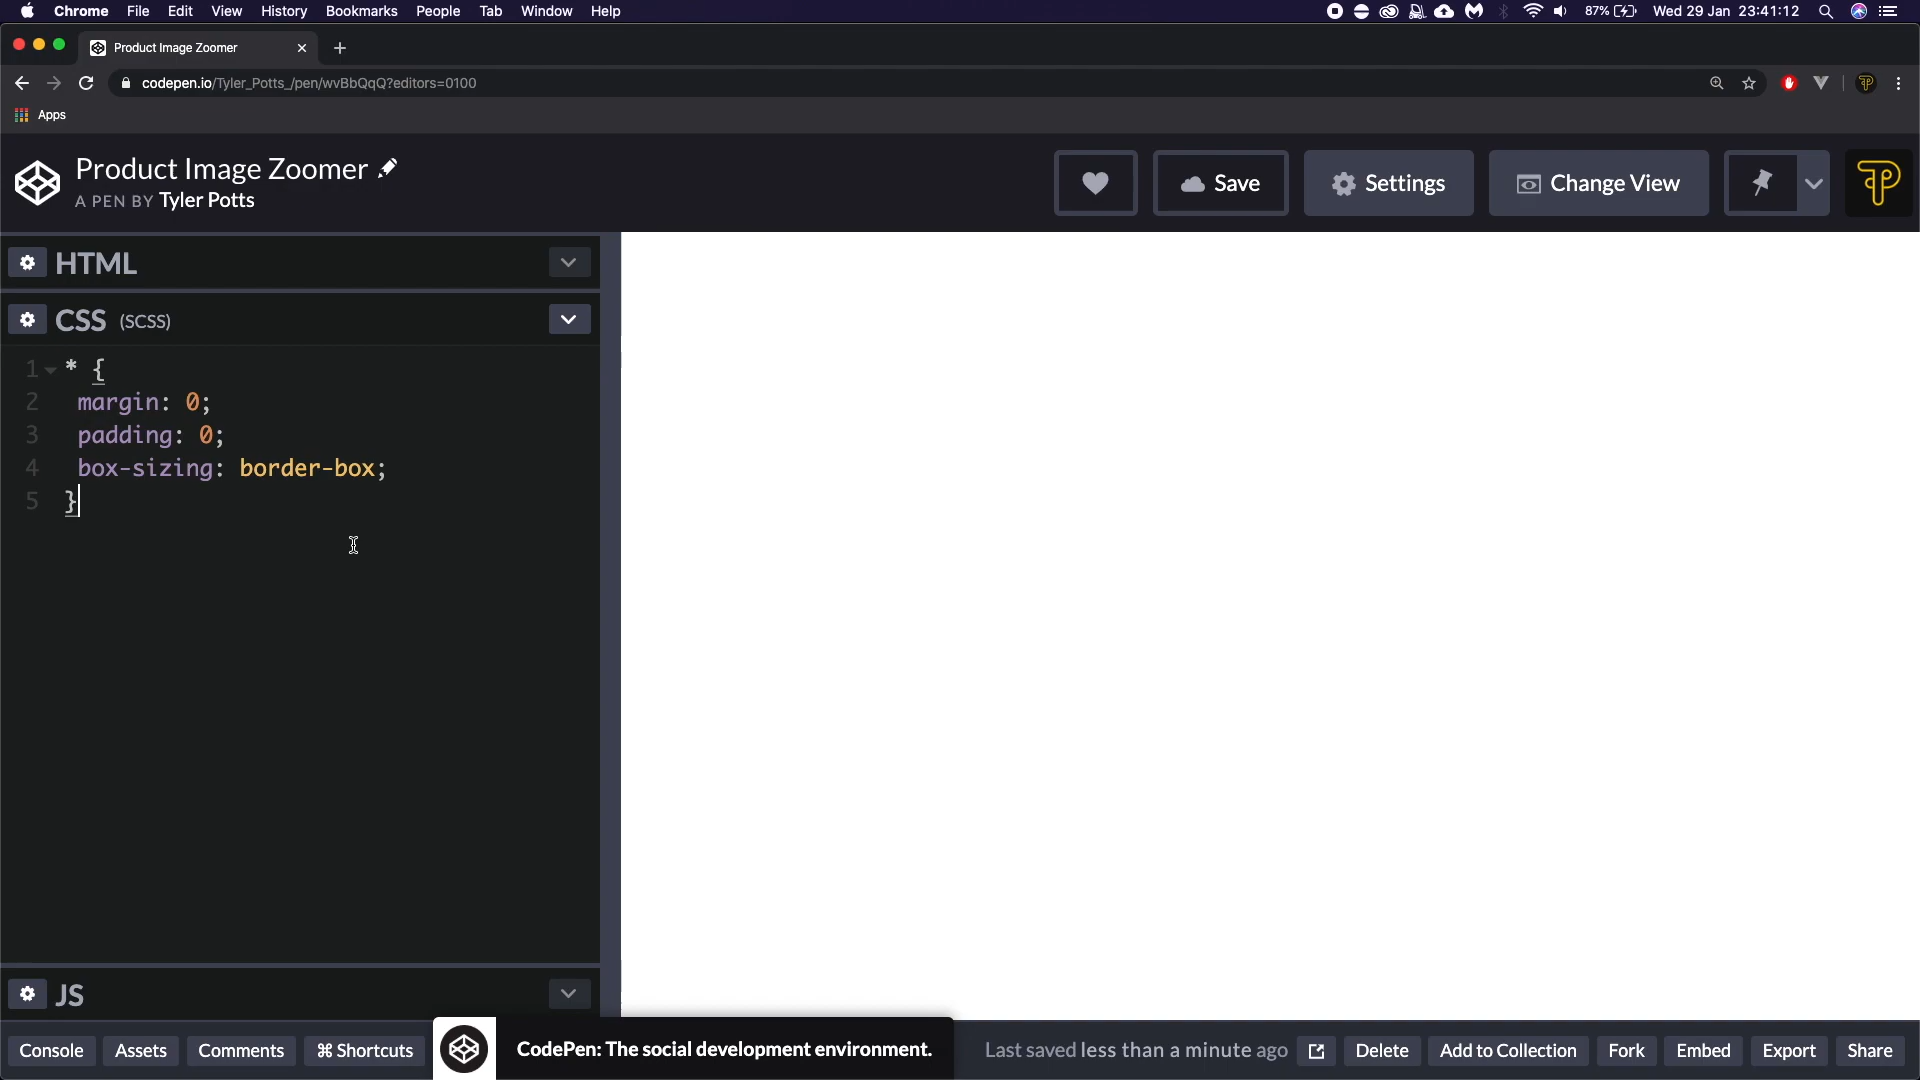 Chrome File Edit View History Bookmarks People Tab Window Help 87% Wed 29 Jan 23:41:12
Product Image Zoomer
codepen.io/Tyler_Potts_/pen/wvBbQqQ?editors=0100
Apps
Product Image Zoomer
A PEN BY Tyler Potts
Save Settings Change View
HTML
CSS (SCSS)
1 * {
2 margin: 0;
3 padding: 0;
4 box-sizing: border-box;
5 }
JS
Console Assets Comments ⌘ Shortcuts CodePen: The social development environment. Last saved less than a minute ago Delete Add to Collection Fork Embed Export Share